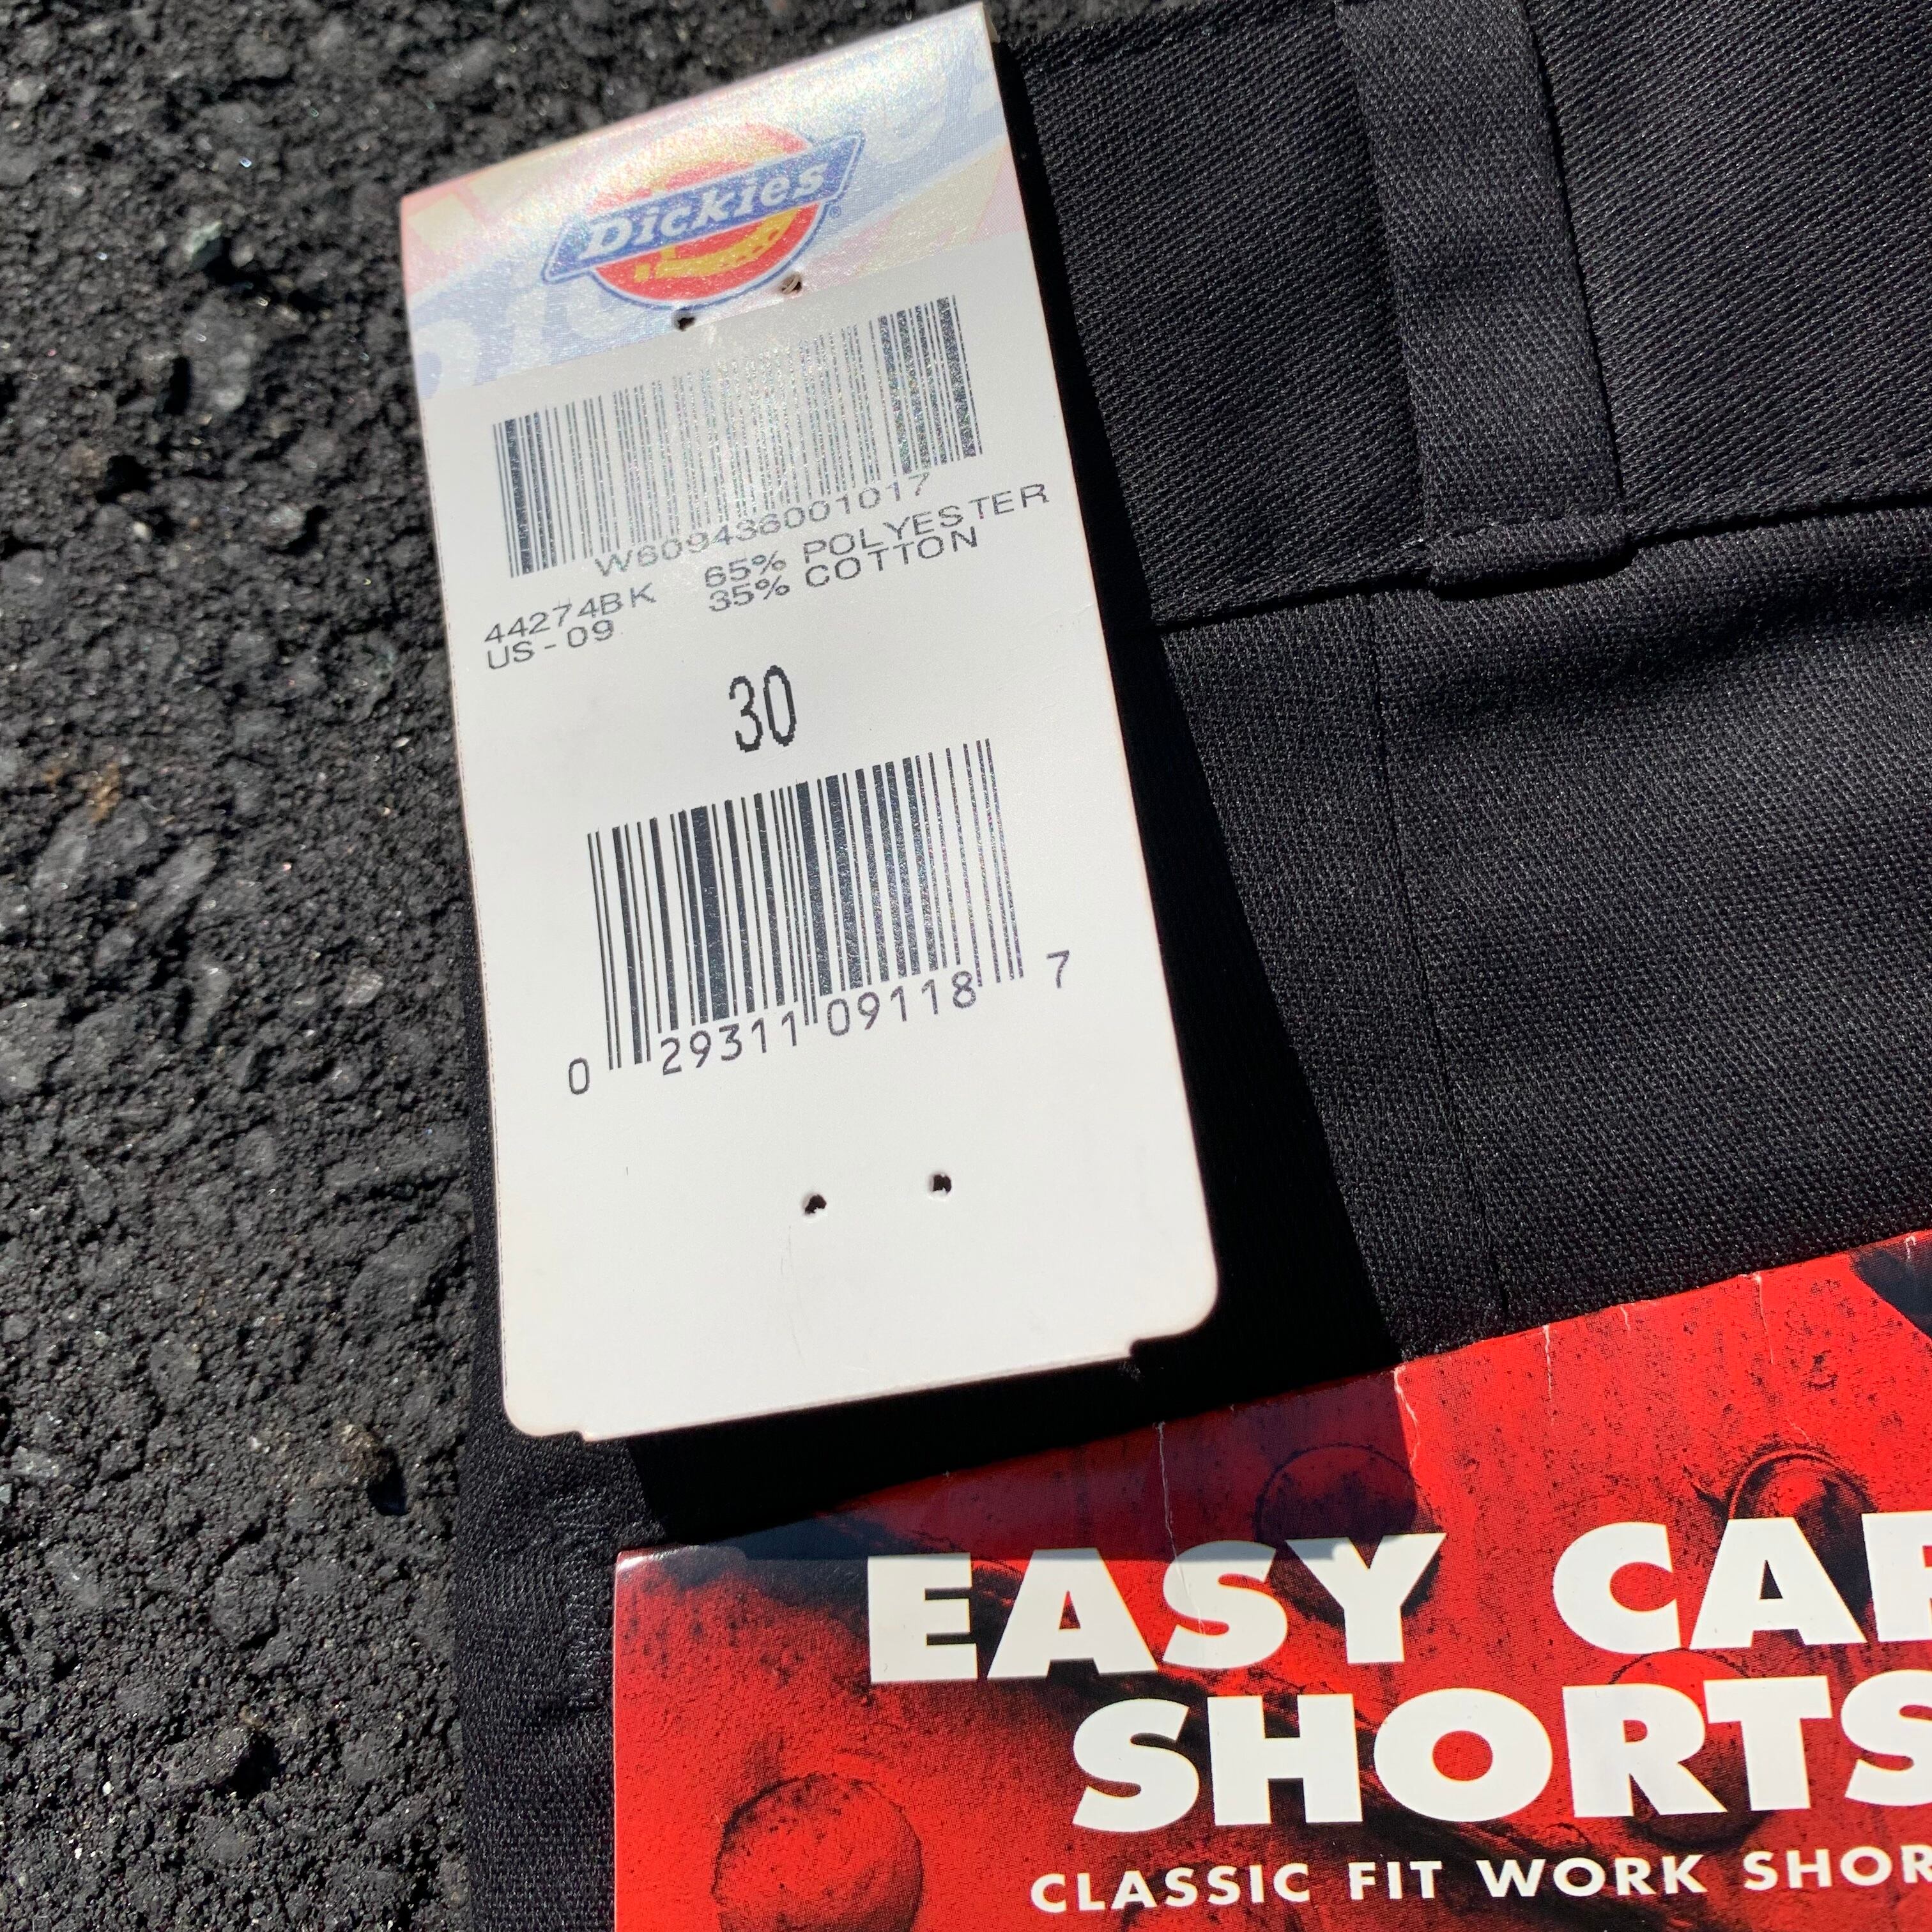 Dickies®
W609436001017
44274BK 65% POLYESTER
US-09 35% COTTON
30
0 29311 09118 7
EASY CAR
SHORTS
CLASSIC FIT WORK SHOR